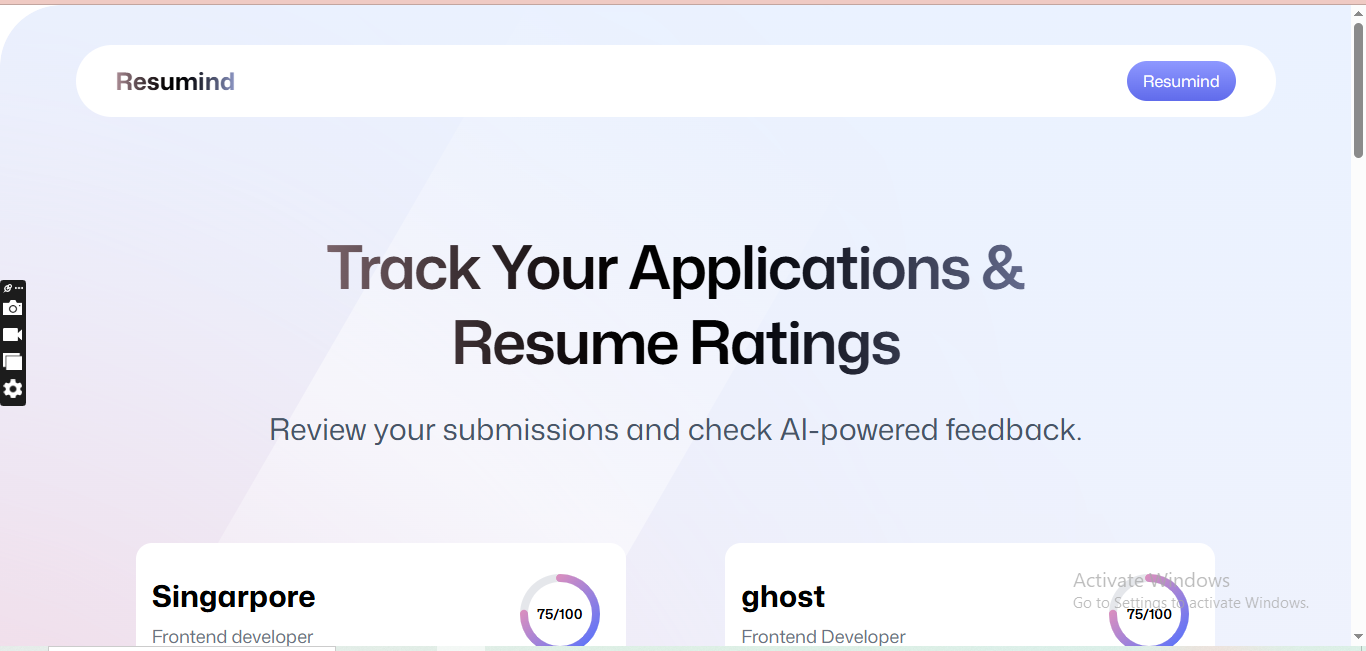 Resumind
Resumind
Track Your Applications &
Resume Ratings
Review your submissions and check AI-powered feedback.
Singarpore
75/100
Frontend developer
ghost
75/100
Frontend Developer
Activate Windows
Go to Settings to activate Windows.